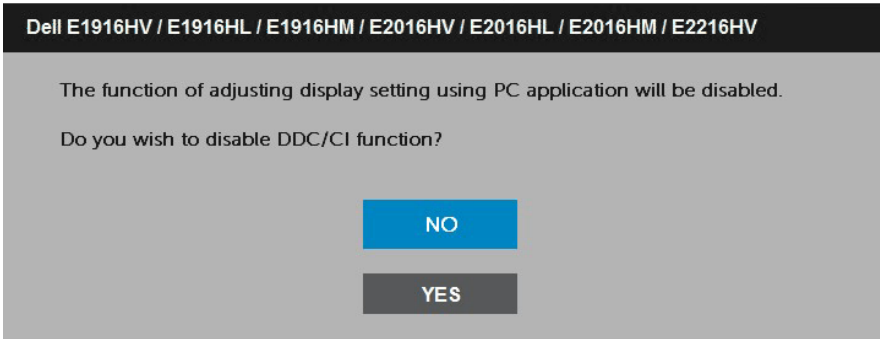 Dell E1916HV / E1916HL / E1916HM / E2016HV / E2016HL / E2016HM / E2216HV
The function of adjusting display setting using PC application will be disabled.
Do you wish to disable DDC/CI function?
NO
YES